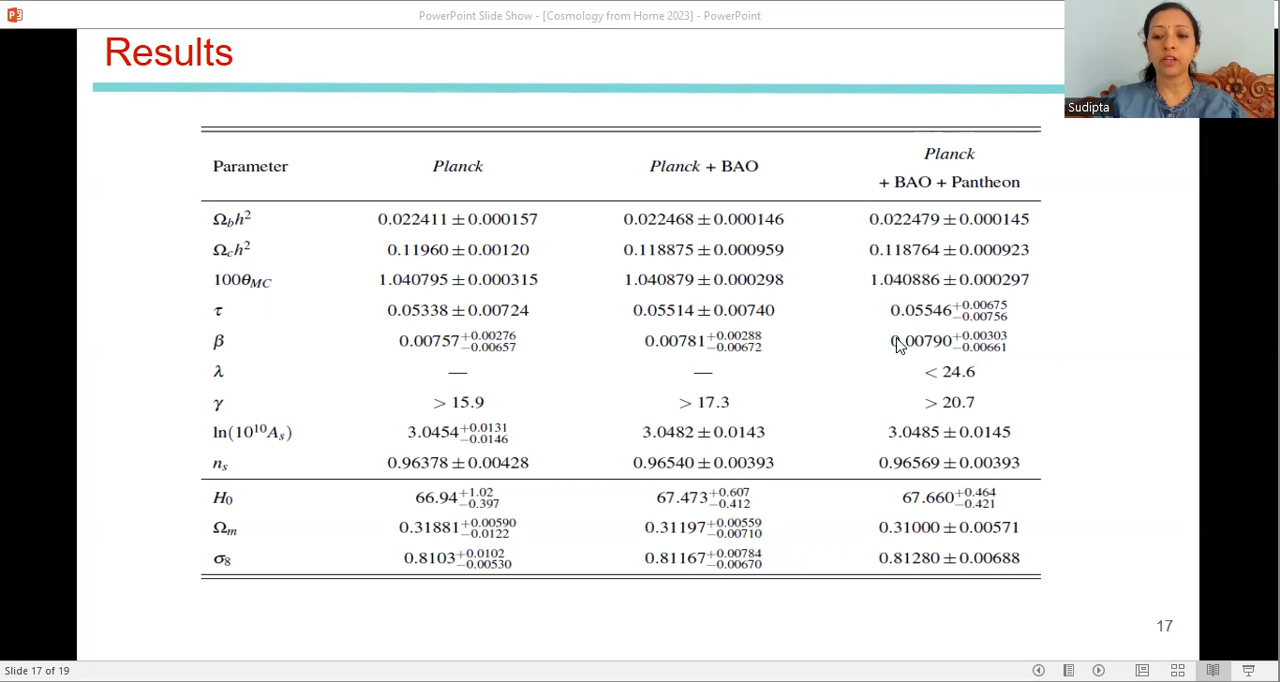 PowerPoint Slide Show - [Cosmology from Home 2023] - PowerPoint
Results
Sudipta
Parameter Planck Planck + BAO Planck + BAO + Pantheon
Ω_b h² 0.022411 ± 0.000157 0.022468 ± 0.000146 0.022479 ± 0.000145
Ω_c h² 0.11960 ± 0.00120 0.118875 ± 0.000959 0.118764 ± 0.000923
100θ_MC 1.040795 ± 0.000315 1.040879 ± 0.000298 1.040886 ± 0.000297
τ 0.05338 ± 0.00724 0.05514 ± 0.00740 0.05546 +0.00675 −0.00756
β 0.00757 +0.00276 −0.00657 0.00781 +0.00288 −0.00672 0.00790 +0.00303 −0.00661
λ — — < 24.6
γ > 15.9 > 17.3 > 20.7
ln(10¹⁰A_s) 3.0454 +0.0131 −0.0146 3.0482 ± 0.0143 3.0485 ± 0.0145
n_s 0.96378 ± 0.00428 0.96540 ± 0.00393 0.96569 ± 0.00393
H₀ 66.94 +1.02 −0.397 67.473 +0.607 −0.412 67.660 +0.464 −0.421
Ω_m 0.31881 +0.00590 −0.0122 0.31197 +0.00559 −0.00710 0.31000 ± 0.00571
σ₈ 0.8103 +0.0102 −0.00530 0.81167 +0.00784 −0.00670 0.81280 ± 0.00688
17
Slide 17 of 19